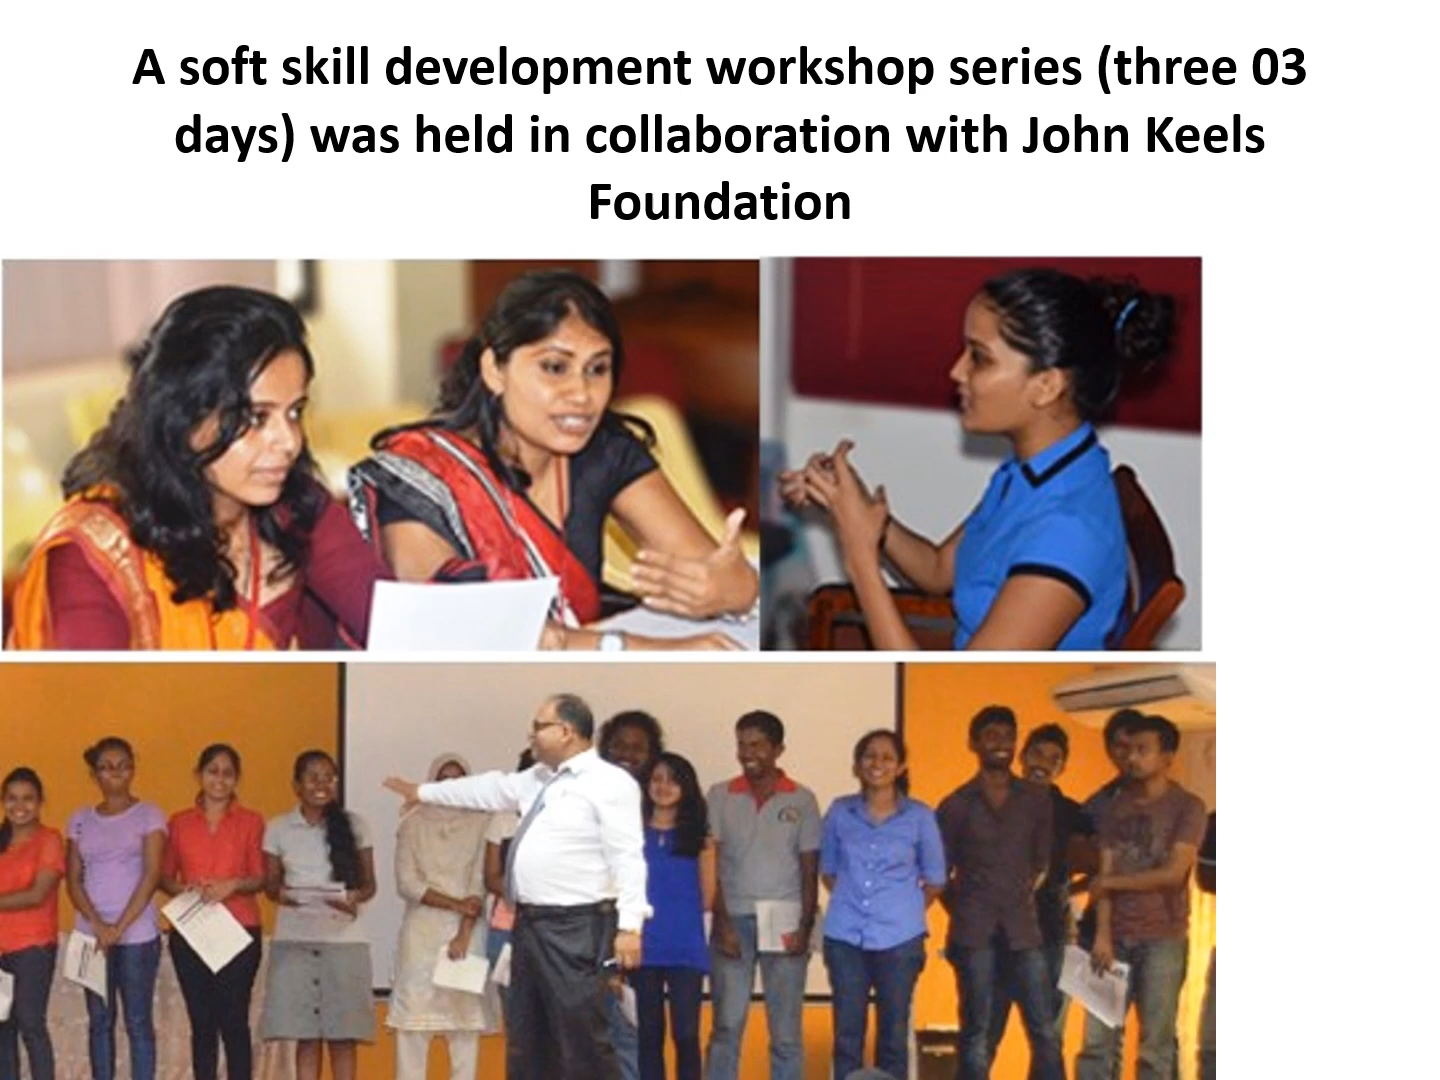 A soft skill development workshop series (three 03
days) was held in collaboration with John Keels
Foundation